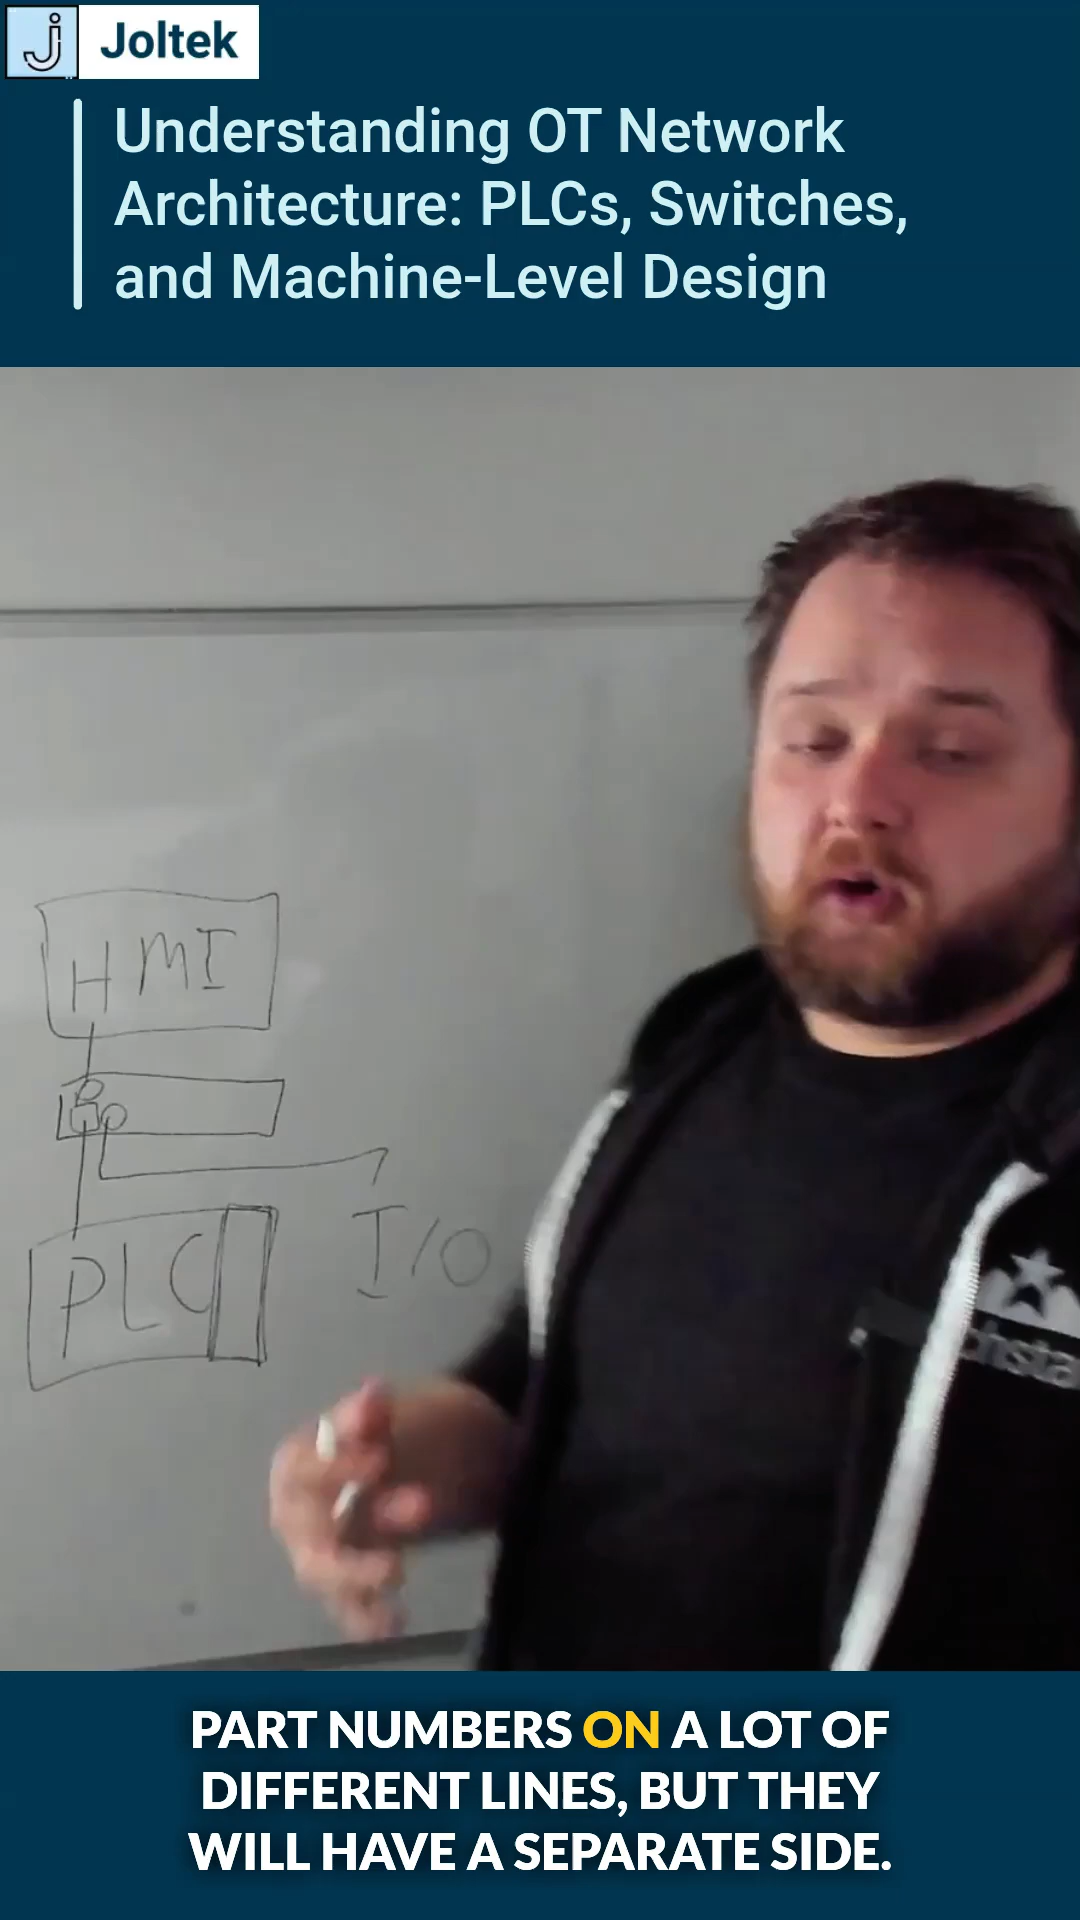 Joltek
Understanding OT Network
Architecture: PLCs, Switches,
and Machine-Level Design
HMI
PLC
I/O
PART NUMBERS ON A LOT OF
DIFFERENT LINES, BUT THEY
WILL HAVE A SEPARATE SIDE.